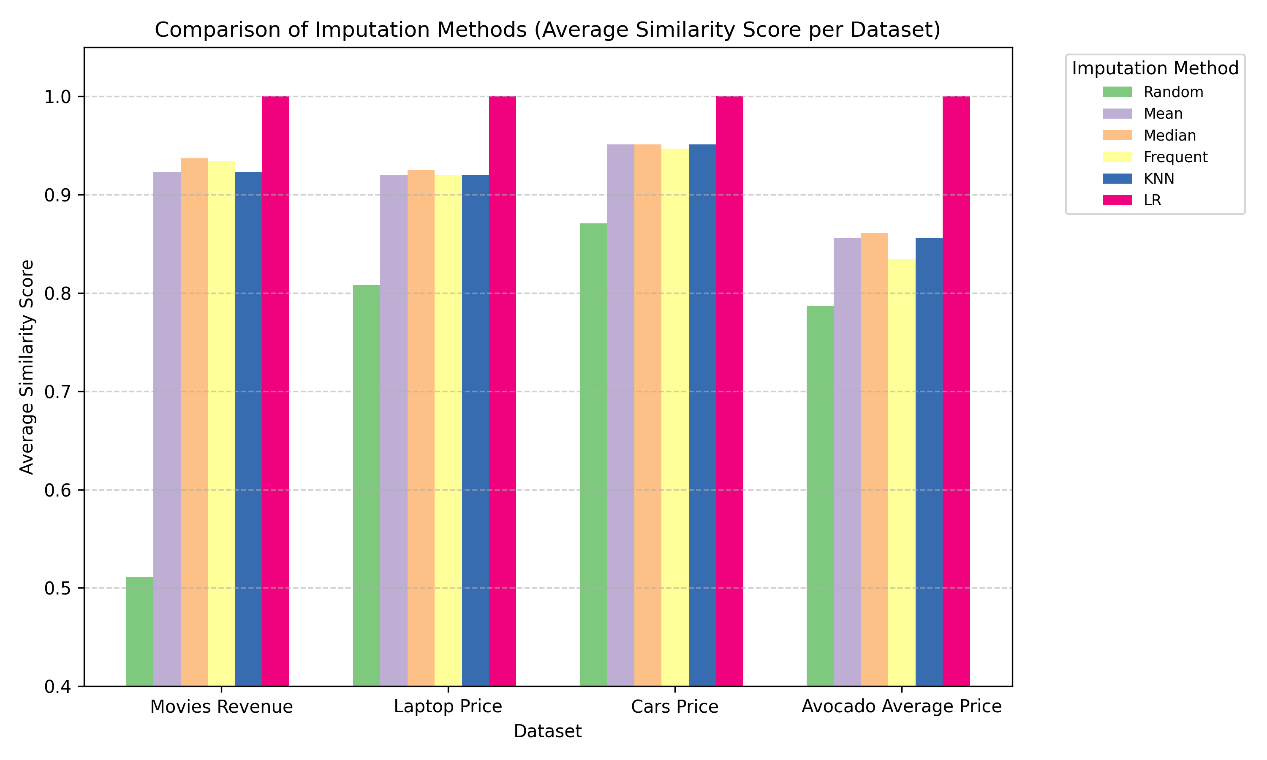 Comparison of Imputation Methods (Average Similarity Score per Dataset)
Imputation Method
Random
Mean
Median
Frequent
KNN
LR
Average Similarity Score
1.0
0.9
0.8
0.7
0.6
0.5
0.4
Movies Revenue
Laptop Price
Cars Price
Avocado Average Price
Dataset